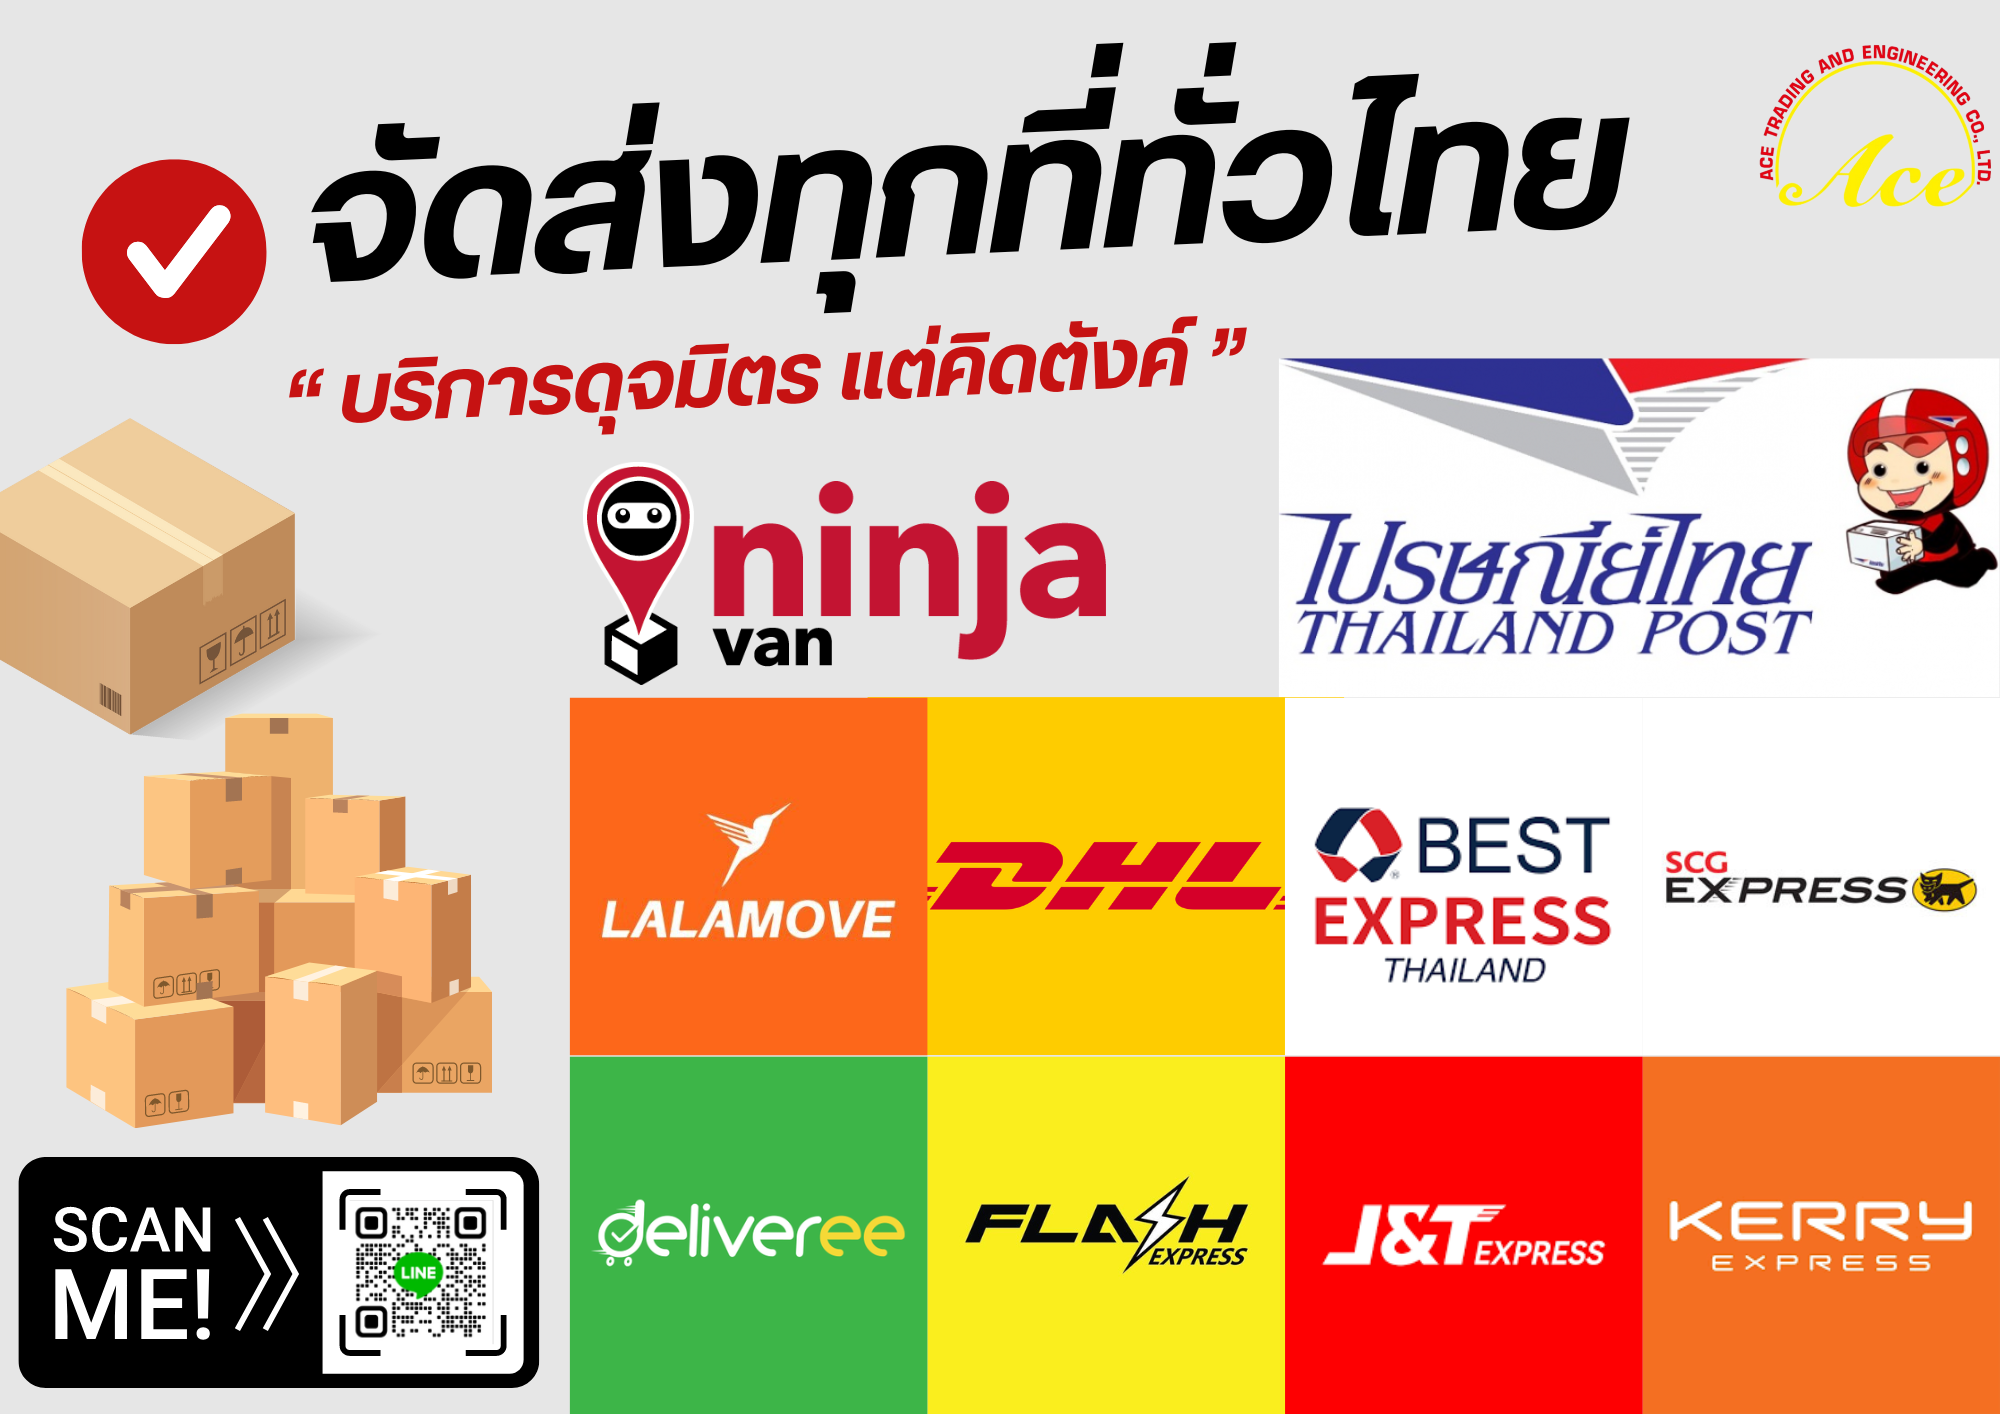 จัดส่งทุกที่ทั่วไทย
ACE TRADING AND ENGINEERING CO., LTD.
Ace
“ บริการดุจมิตร แต่คิดตังค์ ”
ninja
van
ไปรษณีย์ไทย
THAILAND POST
LALAMOVE
DHL
BEST
EXPRESS
THAILAND
SCG
EXPRESS
SCAN
ME!
LINE
deliveree
FLASH
EXPRESS
J&T EXPRESS
KERRY
EXPRESS